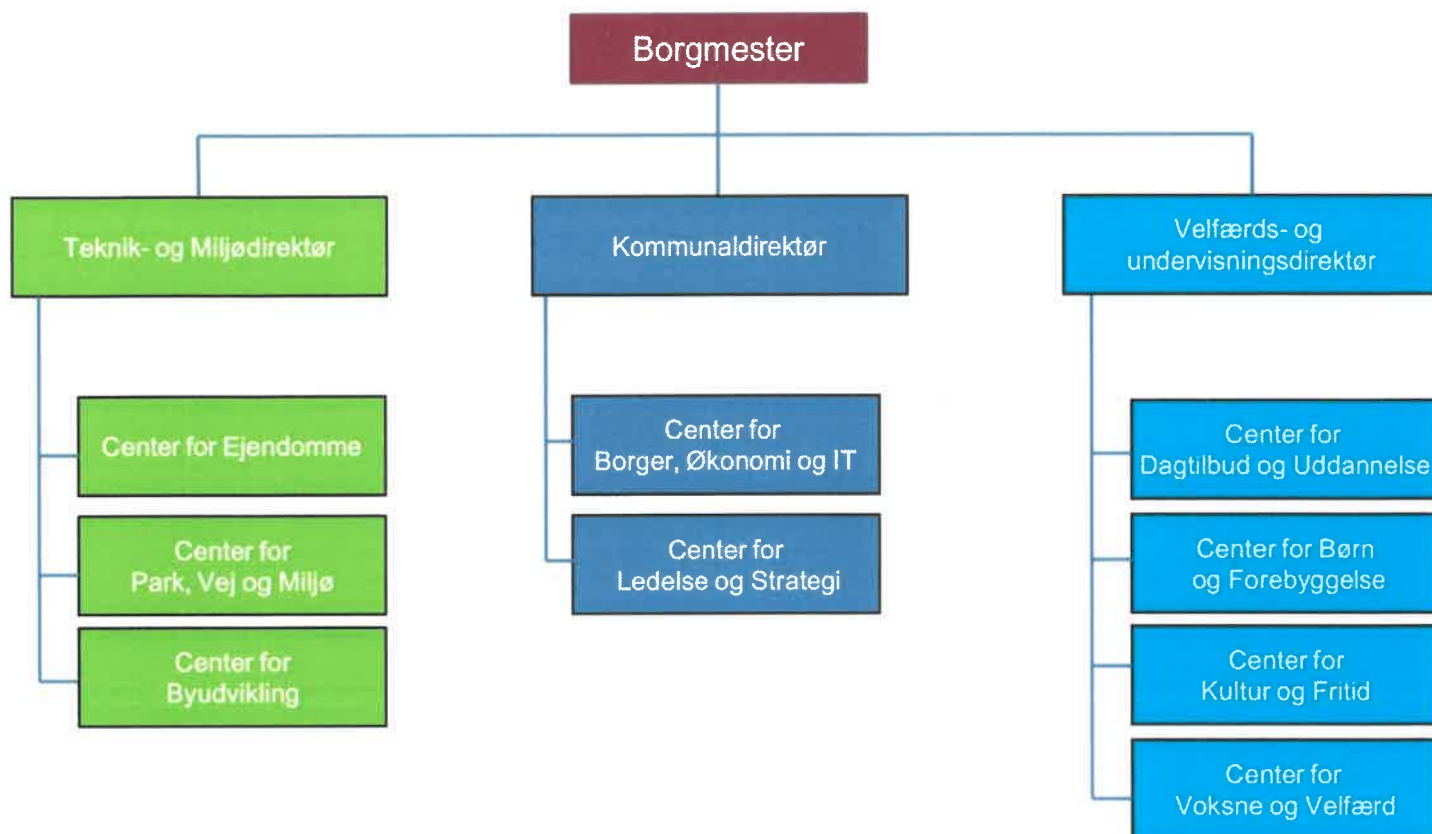 Borgmester
Teknik- og Miljødirektør
Center for Ejendomme
Center for
Park, Vej og Miljø
Center for
Byudvikling
Kommunaldirektør
Center for
Borger, Økonomi og IT
Center for
Ledelse og Strategi
Velfærds- og
undervisningsdirektør
Center for
Dagtilbud og Uddannelse
Center for Børn
og Forebyggelse
Center for
Kultur og Fritid
Center for
Voksne og Velfærd